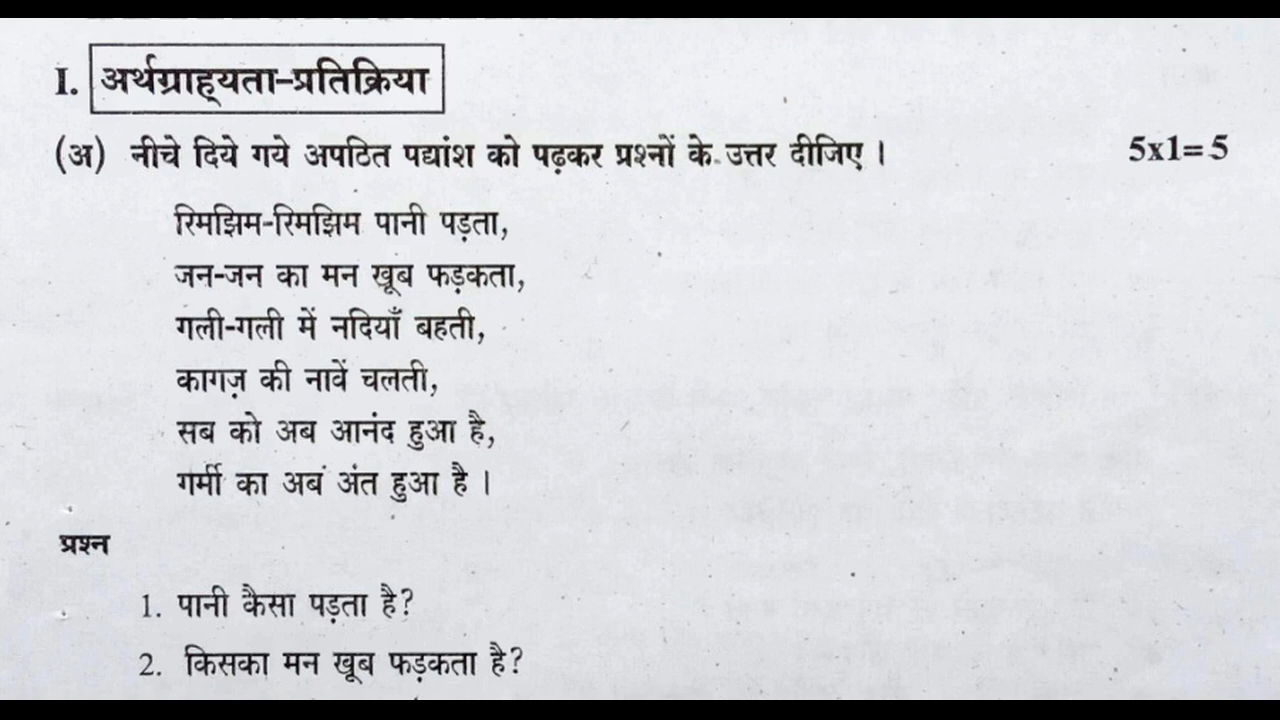 I. अर्थग्राह्यता-प्रतिक्रिया
(अ) नीचे दिये गये अपठित पद्यांश को पढ़कर प्रश्नों के उत्तर दीजिए । 5x1=5
रिमझिम-रिमझिम पानी पड़ता,
जन-जन का मन खूब फड़कता,
गली-गली में नदियाँ बहती,
कागज़ की नावें चलती,
सब को अब आनंद हुआ है,
गर्मी का अब अंत हुआ है ।
प्रश्न
1. पानी कैसा पड़ता है?
2. किसका मन खूब फड़कता है?